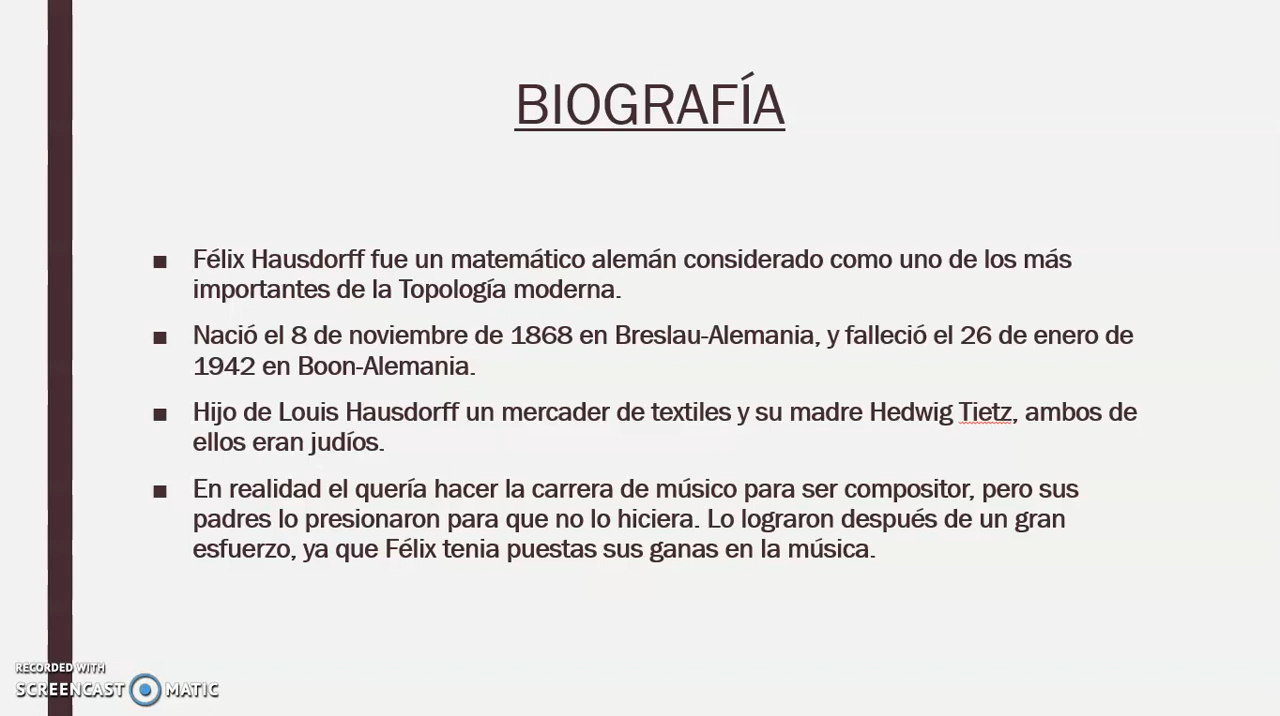 BIOGRAFÍA
■ Félix Hausdorff fue un matemático alemán considerado como uno de los más
importantes de la Topología moderna.
■ Nació el 8 de noviembre de 1868 en Breslau-Alemania, y falleció el 26 de enero de
1942 en Boon-Alemania.
■ Hijo de Louis Hausdorff un mercader de textiles y su madre Hedwig Tietz, ambos de
ellos eran judíos.
■ En realidad el quería hacer la carrera de músico para ser compositor, pero sus
padres lo presionaron para que no lo hiciera. Lo lograron después de un gran
esfuerzo, ya que Félix tenia puestas sus ganas en la música.
RECORDED WITH
SCREENCAST MATIC